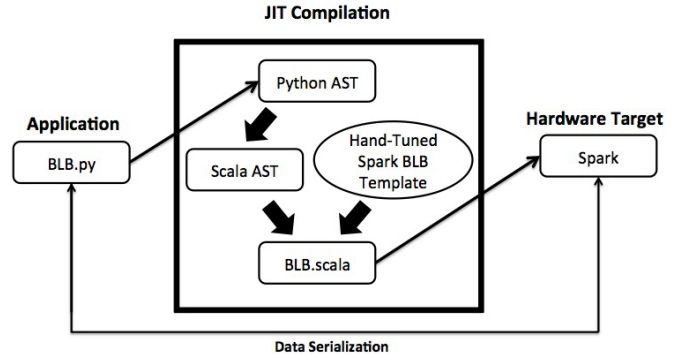 JIT Compilation
Python AST
Application
Hardware Target
BLB.py
Scala AST
Hand-Tuned
Spark BLB
Template
Spark
BLB.scala
Data Serialization